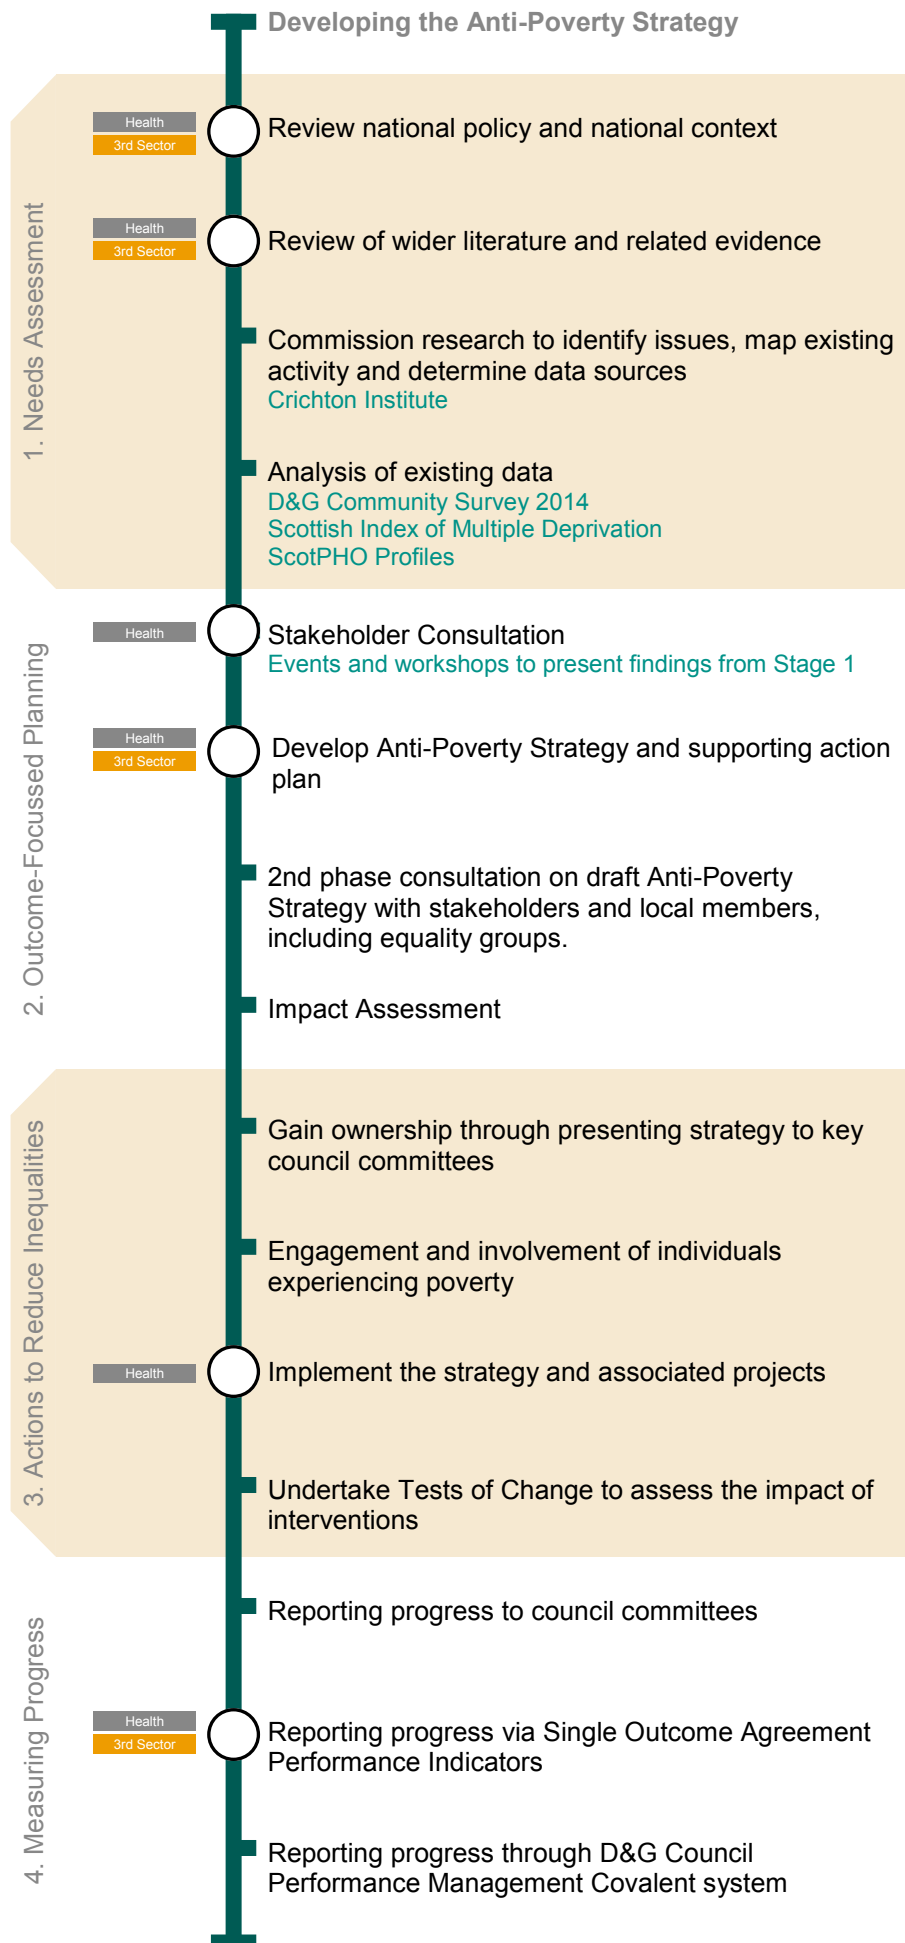 Developing the Anti-Poverty Strategy
1. Needs Assessment
Health
3rd Sector
Review national policy and national context
Health
3rd Sector
Review of wider literature and related evidence
Commission research to identify issues, map existing
activity and determine data sources
Crichton Institute
Analysis of existing data
D&G Community Survey 2014
Scottish Index of Multiple Deprivation
ScotPHO Profiles
2. Outcome-Focussed Planning
Health
Stakeholder Consultation
Events and workshops to present findings from Stage 1
Health
3rd Sector
Develop Anti-Poverty Strategy and supporting action
plan
2nd phase consultation on draft Anti-Poverty
Strategy with stakeholders and local members,
including equality groups.
Impact Assessment
3. Actions to Reduce Inequalities
Gain ownership through presenting strategy to key
council committees
Engagement and involvement of individuals
experiencing poverty
Health
Implement the strategy and associated projects
Undertake Tests of Change to assess the impact of
interventions
4. Measuring Progress
Reporting progress to council committees
Health
3rd Sector
Reporting progress via Single Outcome Agreement
Performance Indicators
Reporting progress through D&G Council
Performance Management Covalent system